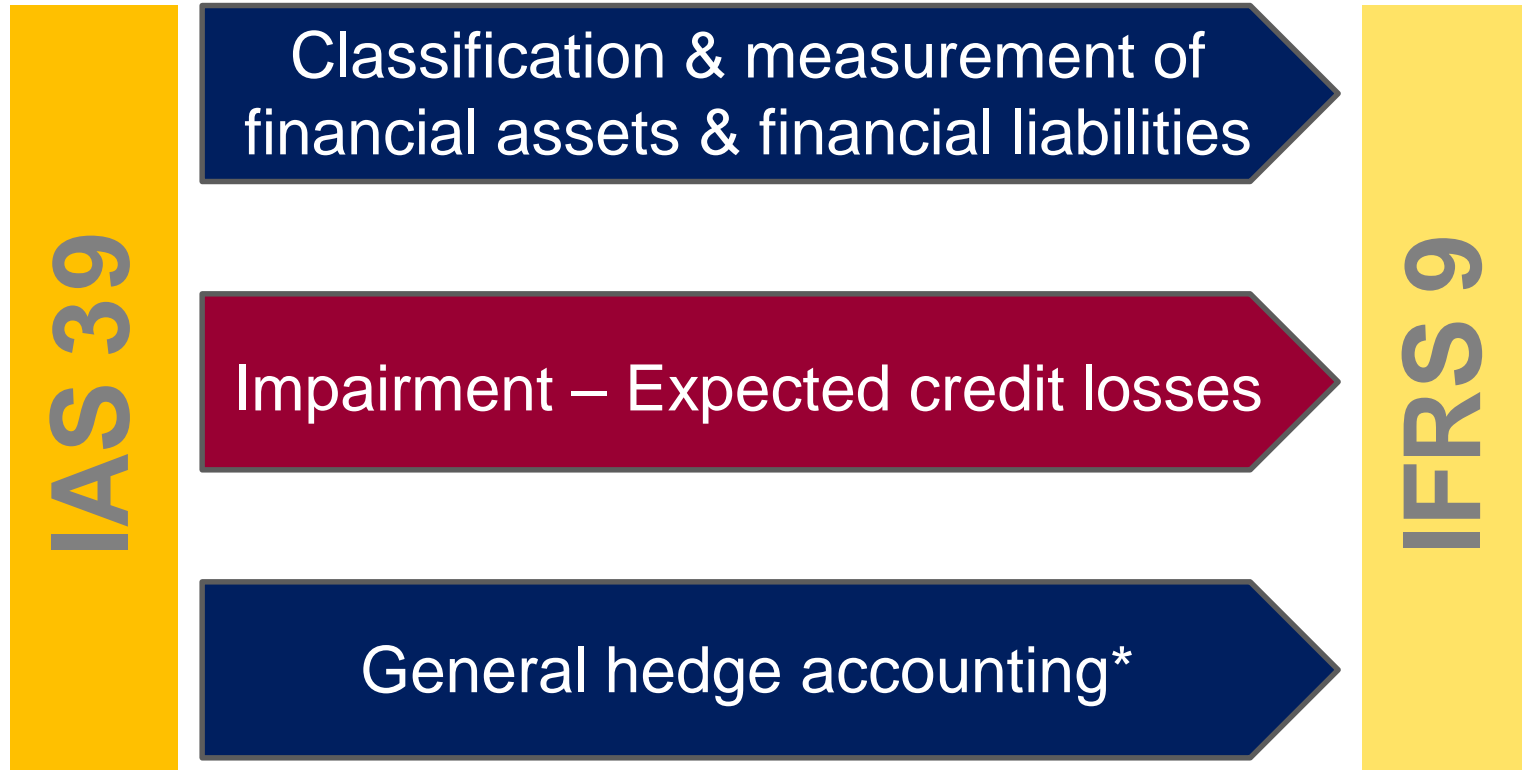 IAS 39
Classification & measurement of
financial assets & financial liabilities
Impairment – Expected credit losses
General hedge accounting*
IFRS 9